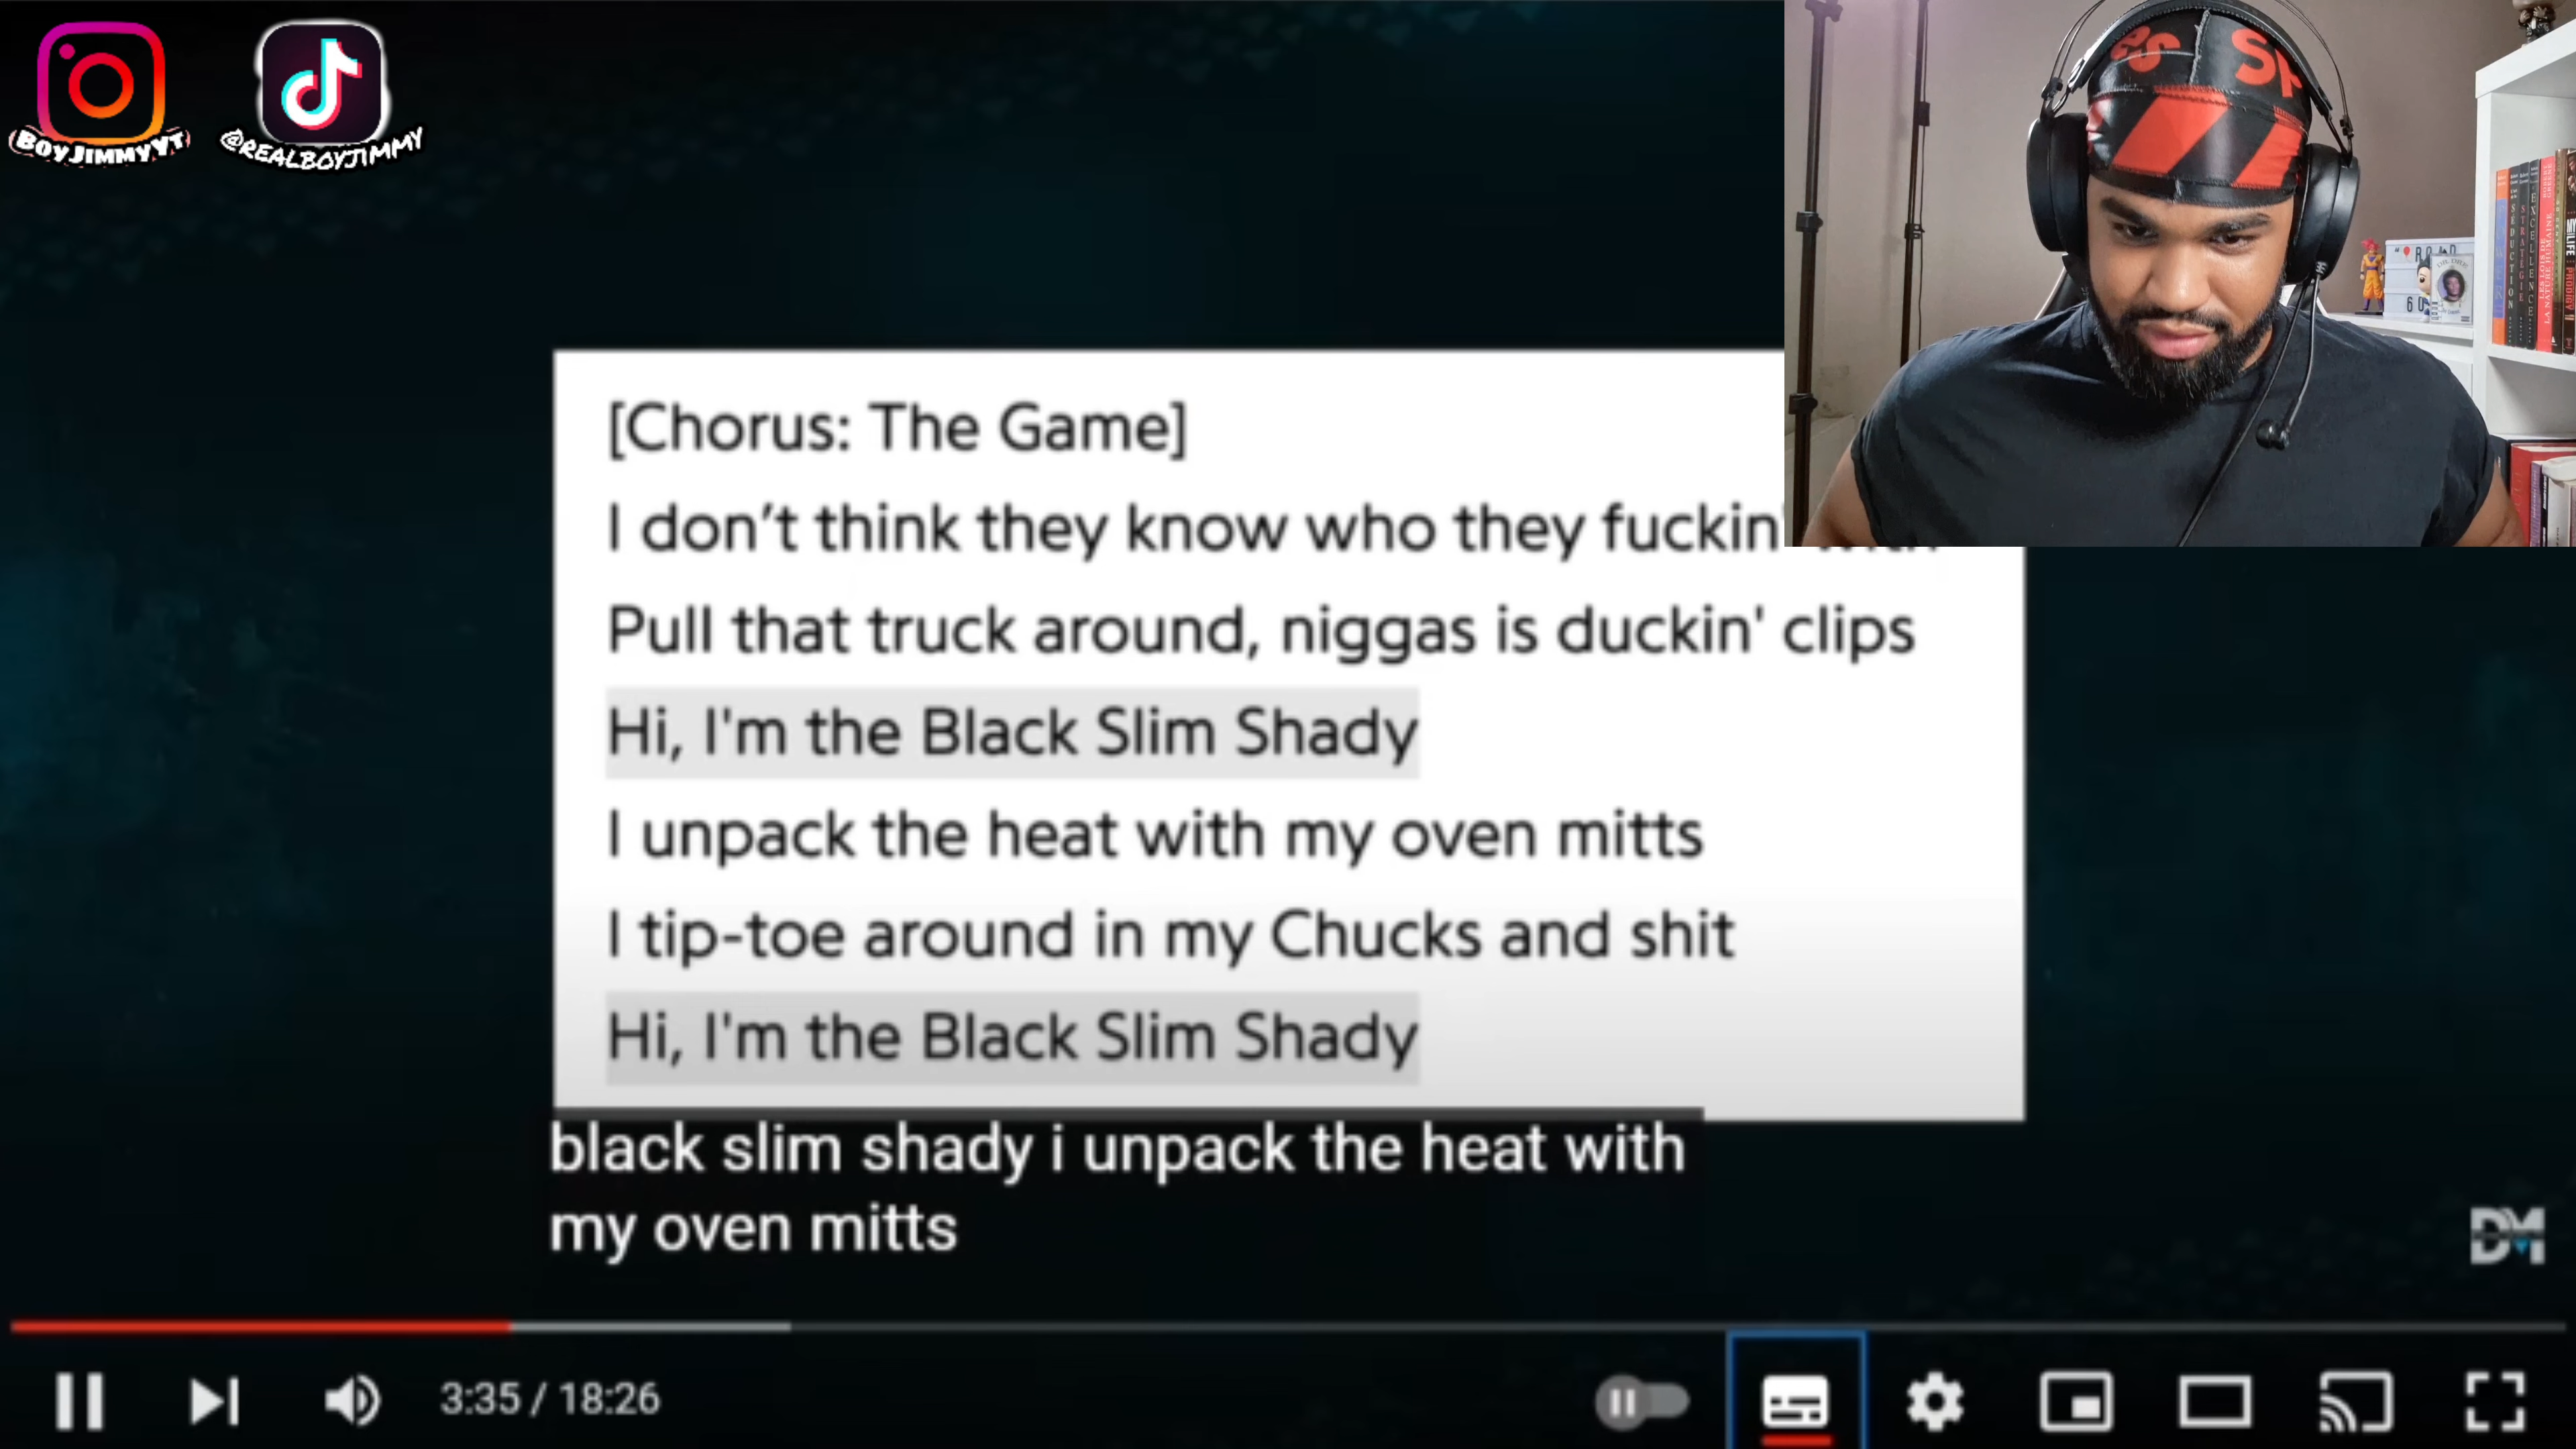 BOYJIMMYYT
@REALBOYJIMMY
[Chorus: The Game]
I don't think they know who they fuckin'
Pull that truck around, niggas is duckin' clips
Hi, I'm the Black Slim Shady
I unpack the heat with my oven mitts
I tip-toe around in my Chucks and shit
Hi, I'm the Black Slim Shady
black slim shady i unpack the heat with
my oven mitts
DM
3:35 / 18:26
SÉDUCTION
STRATÉGIE
EXCELLENCE